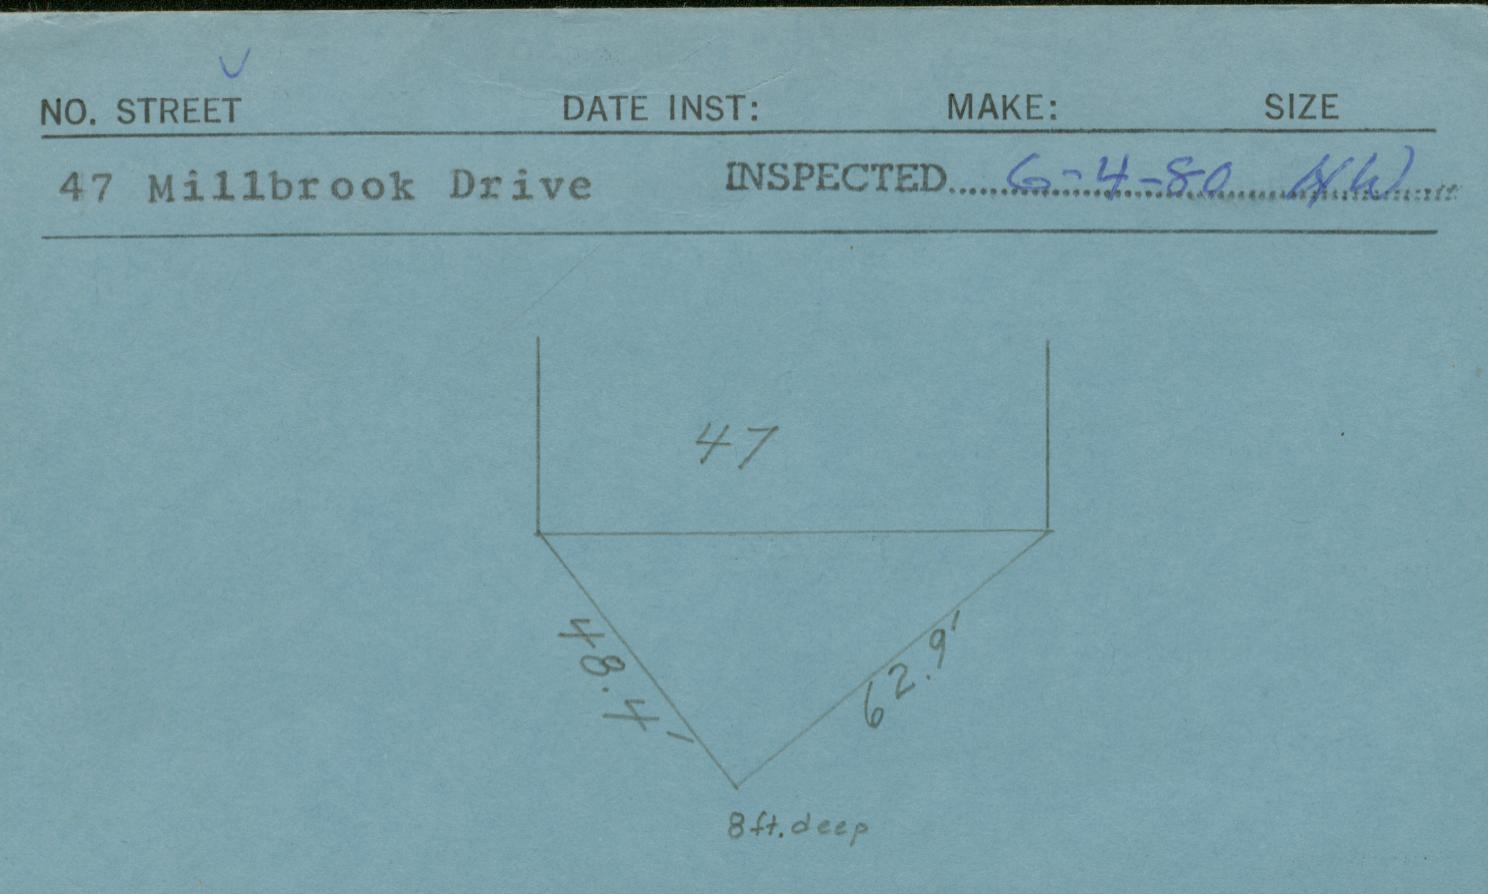 NO. STREET DATE INST: MAKE: SIZE
47 Millbrook Drive INSPECTED 6-4-80
47
48.4'
62.9'
8ft. deep